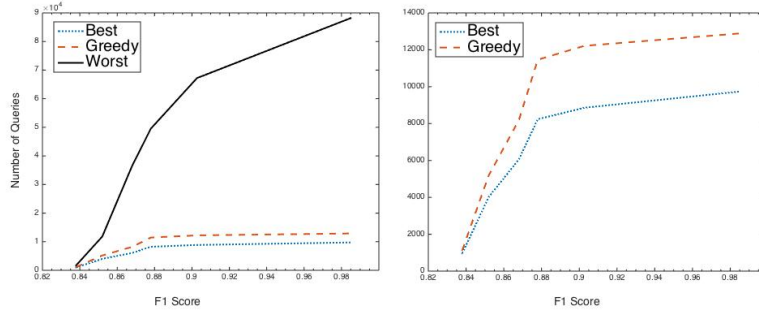 ×10⁴
9
8
7
6
5
4
3
2
1
0
Number of Queries
Best
Greedy
Worst
0.82 0.84 0.86 0.88 0.9 0.92 0.94 0.96 0.98
F1 Score
14000
12000
10000
8000
6000
4000
2000
0
Best
Greedy
0.82 0.84 0.86 0.88 0.9 0.92 0.94 0.96 0.98
F1 Score